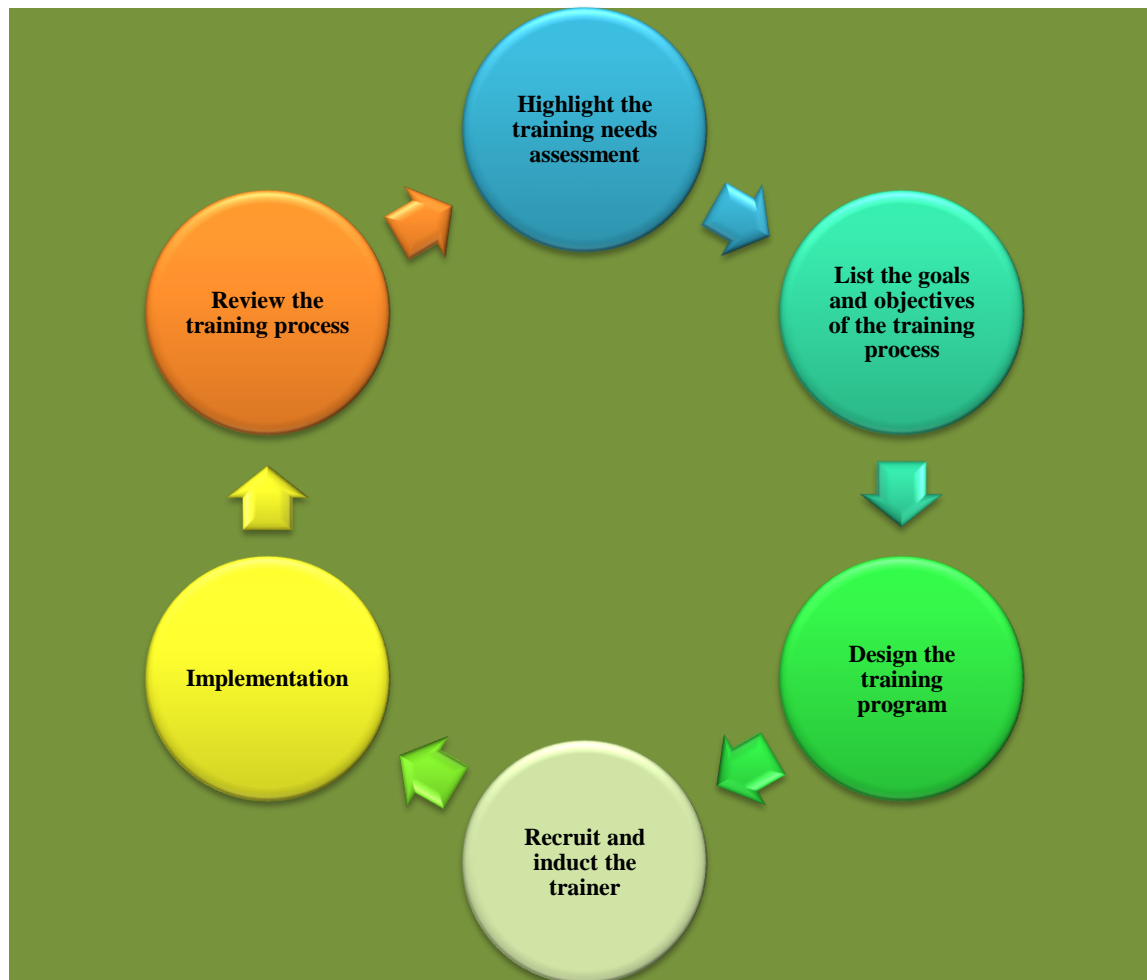 Highlight the
training needs
assessment
List the goals
and objectives
of the training
process
Design the
training
program
Recruit and
induct the
trainer
Implementation
Review the
training process